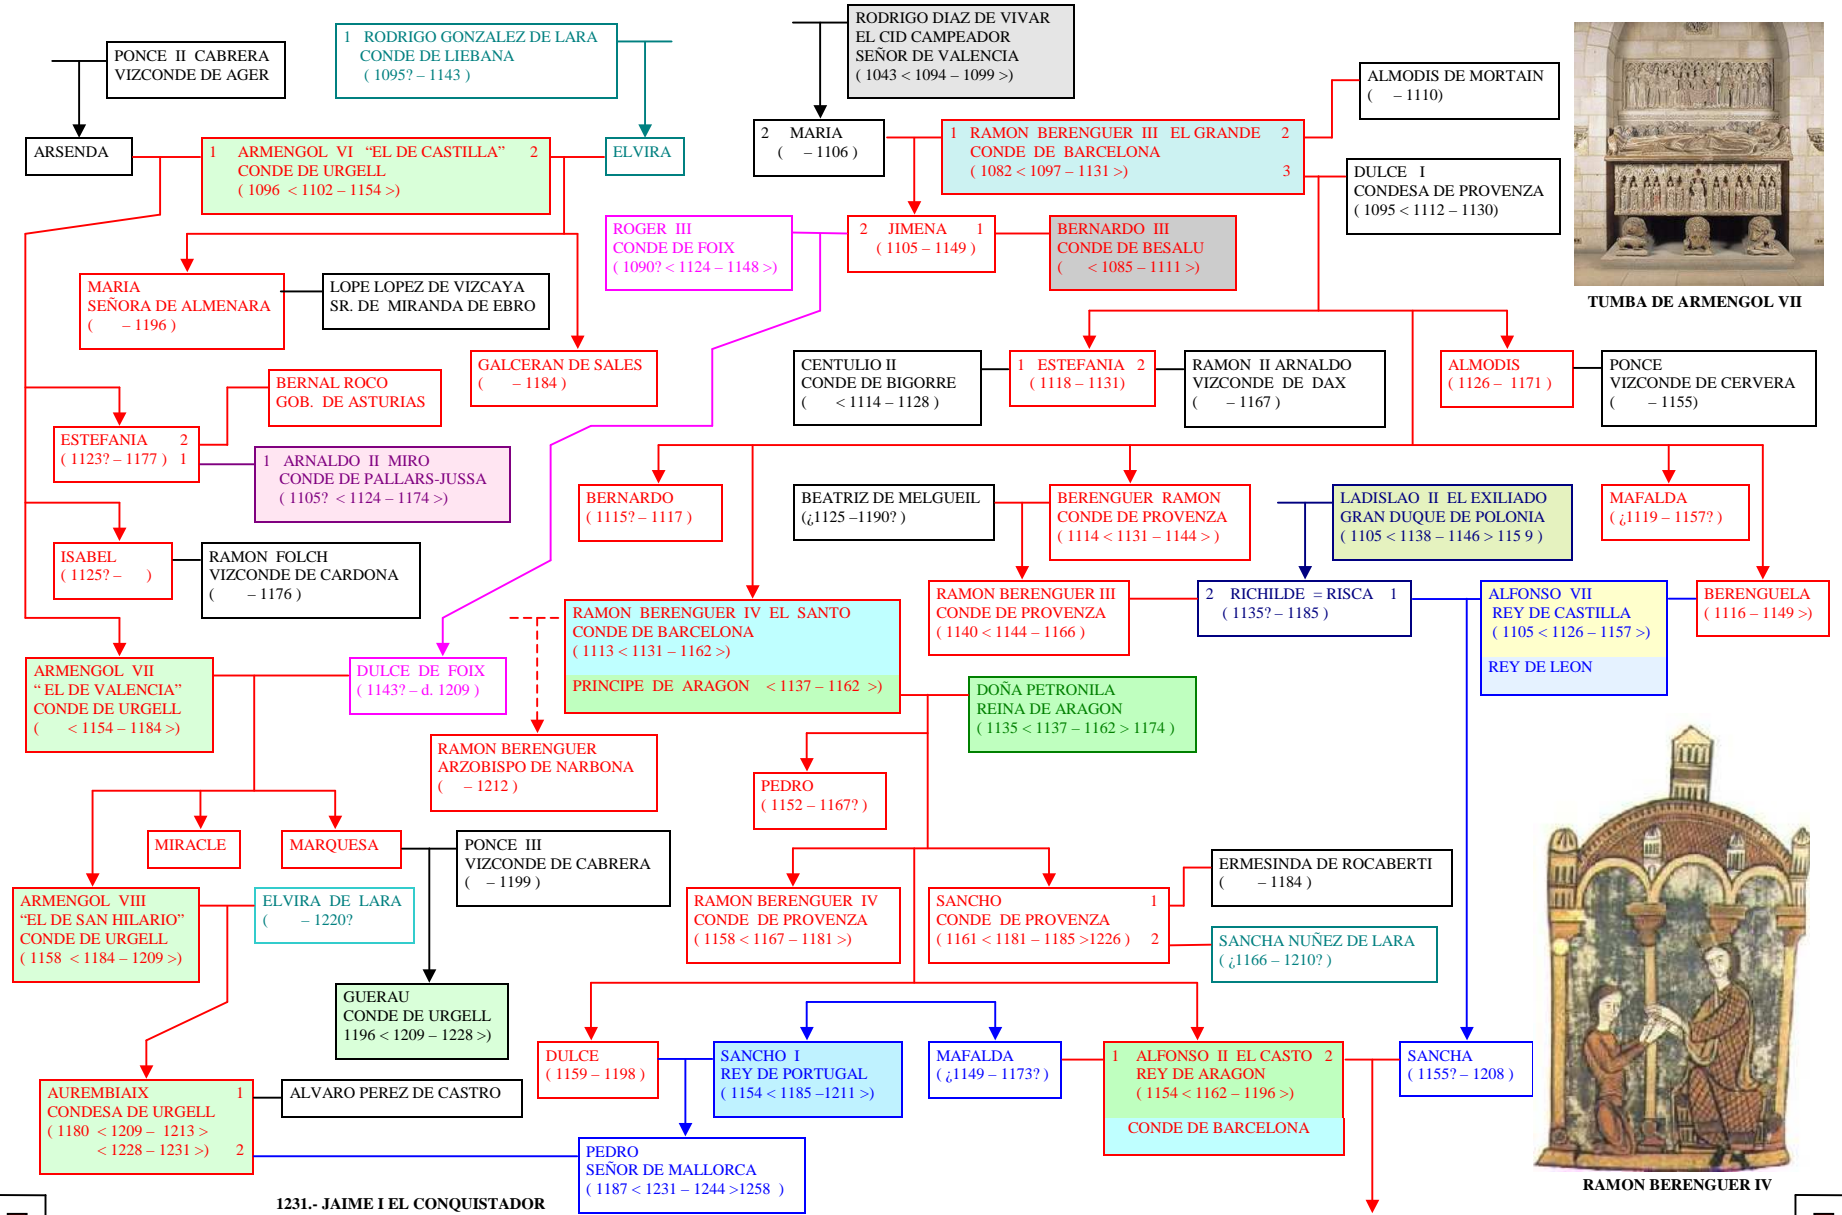 RODRIGO DIAZ DE VIVAR
EL CID CAMPEADOR
SEÑOR DE VALENCIA
( 1043 < 1094 – 1099 >)
PONCE II CABRERA
VIZCONDE DE AGER
1 RODRIGO GONZALEZ DE LARA
CONDE DE LIEBANA
( 1095? – 1143 )
ALMODIS DE MORTAIN
( – 1110)
ARSENDA
1 ARMENGOL VI “EL DE CASTILLA” 2
CONDE DE URGELL
( 1096 < 1102 – 1154 >)
ELVIRA
2 MARIA
( – 1106 )
1 RAMON BERENGUER III EL GRANDE 2
CONDE DE BARCELONA
( 1082 < 1097 – 1131 >) 3
DULCE I
CONDESA DE PROVENZA
( 1095 < 1112 – 1130)
TUMBA DE ARMENGOL VII
ROGER III
CONDE DE FOIX
( 1090? < 1124 – 1148 >)
2 JIMENA 1
( 1105 – 1149 )
BERNARDO III
CONDE DE BESALU
( < 1085 – 1111 >)
MARIA
SEÑORA DE ALMENARA
( – 1196 )
LOPE LOPEZ DE VIZCAYA
SR. DE MIRANDA DE EBRO
GALCERAN DE SALES
( – 1184 )
CENTULIO II
CONDE DE BIGORRE
( < 1114 – 1128 )
1 ESTEFANIA 2
( 1118 – 1131)
RAMON II ARNALDO
VIZCONDE DE DAX
( – 1167 )
ALMODIS
( 1126 – 1171 )
PONCE
VIZCONDE DE CERVERA
( – 1155)
BERNAL ROCO
GOB. DE ASTURIAS
ESTEFANIA 2
( 1123? – 1177 ) 1
1 ARNALDO II MIRO
CONDE DE PALLARS-JUSSA
( 1105? < 1124 – 1174 >)
BERNARDO
( 1115? – 1117 )
BEATRIZ DE MELGUEIL
(¿1125 –1190? )
BERENGUER RAMON
CONDE DE PROVENZA
( 1114 < 1131 – 1144 > )
LADISLAO II EL EXILIADO
GRAN DUQUE DE POLONIA
( 1105 < 1138 – 1146 > 115 9 )
MAFALDA
( ¿1119 – 1157? )
ISABEL
( 1125? – )
RAMON FOLCH
VIZCONDE DE CARDONA
( – 1176 )
RAMON BERENGUER IV EL SANTO
CONDE DE BARCELONA
( 1113 < 1131 – 1162 >)
PRINCIPE DE ARAGON < 1137 – 1162 >)
RAMON BERENGUER III
CONDE DE PROVENZA
( 1140 < 1144 – 1166 )
2 RICHILDE = RISCA 1
( 1135? – 1185 )
ALFONSO VII
REY DE CASTILLA
( 1105 < 1126 – 1157 >)
REY DE LEON
BERENGUELA
( 1116 – 1149 >)
ARMENGOL VII
“ EL DE VALENCIA”
CONDE DE URGELL
( < 1154 – 1184 >)
DULCE DE FOIX
( 1143? – d. 1209 )
DOÑA PETRONILA
REINA DE ARAGON
( 1135 < 1137 – 1162 > 1174 )
RAMON BERENGUER
ARZOBISPO DE NARBONA
( – 1212 )
PEDRO
( 1152 – 1167? )
MIRACLE
MARQUESA
PONCE III
VIZCONDE DE CABRERA
( – 1199 )
ERMESINDA DE ROCABERTI
( – 1184 )
ARMENGOL VIII
“EL DE SAN HILARIO”
CONDE DE URGELL
( 1158 < 1184 – 1209 >)
ELVIRA DE LARA
( – 1220?
RAMON BERENGUER IV
CONDE DE PROVENZA
( 1158 < 1167 – 1181 >)
SANCHO 1
CONDE DE PROVENZA
( 1161 < 1181 – 1185 >1226 ) 2
SANCHA NUÑEZ DE LARA
( ¿1166 – 1210? )
GUERAU
CONDE DE URGELL
1196 < 1209 – 1228 >)
DULCE
( 1159 – 1198 )
SANCHO I
REY DE PORTUGAL
( 1154 < 1185 –1211 >)
MAFALDA
( ¿1149 – 1173? )
1 ALFONSO II EL CASTO 2
REY DE ARAGON
( 1154 < 1162 – 1196 >)
CONDE DE BARCELONA
SANCHA
( 1155? – 1208 )
AUREMBIAIX 1
CONDESA DE URGELL
( 1180 < 1209 – 1213 >
< 1228 – 1231 >) 2
ALVARO PEREZ DE CASTRO
PEDRO
SEÑOR DE MALLORCA
( 1187 < 1231 – 1244 >1258 )
RAMON BERENGUER IV
1231.- JAIME I EL CONQUISTADOR